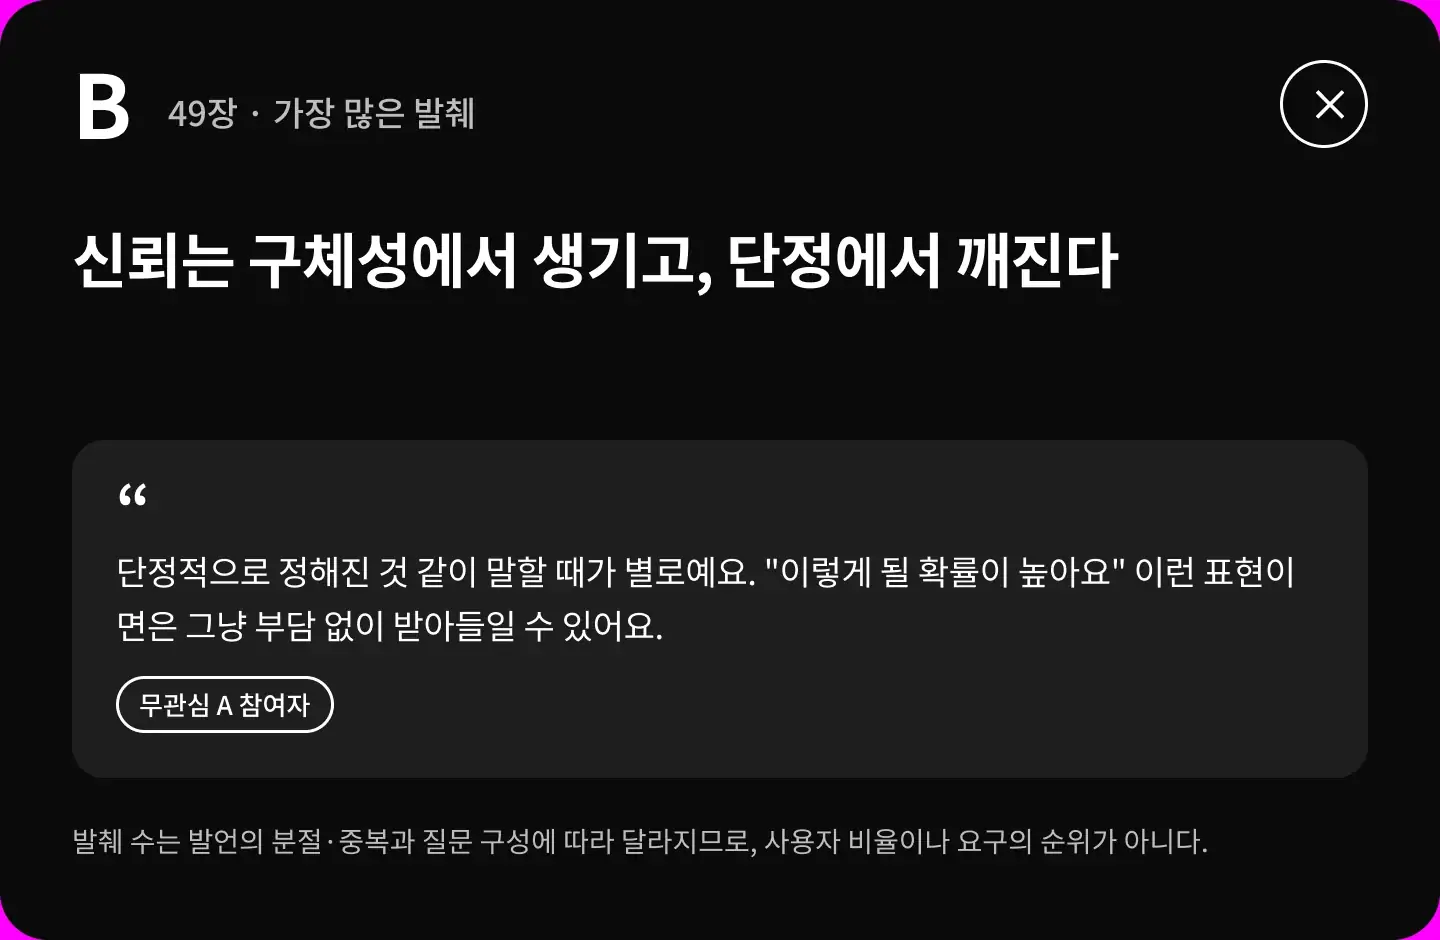 B
49장 · 가장 많은 발췌
신뢰는 구체성에서 생기고, 단정에서 깨진다
“
단정적으로 정해진 것 같이 말할 때가 별로예요. "이렇게 될 확률이 높아요" 이런 표현이
면은 그냥 부담 없이 받아들일 수 있어요.
무관심 A 참여자
발췌 수는 발언의 분절·중복과 질문 구성에 따라 달라지므로, 사용자 비율이나 요구의 순위가 아니다.